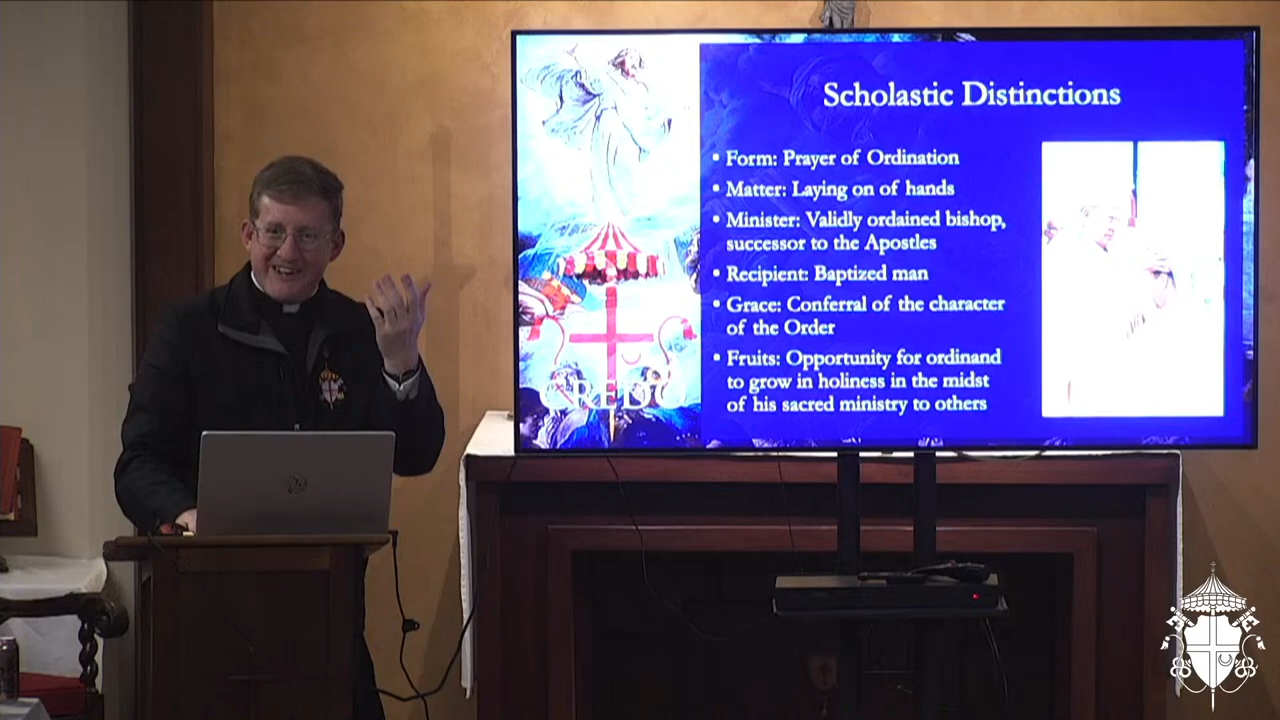 Scholastic Distinctions
• Form: Prayer of Ordination
• Matter: Laying on of hands
• Minister: Validly ordained bishop,
successor to the Apostles
• Recipient: Baptized man
• Grace: Conferral of the character
of the Order
• Fruits: Opportunity for ordinand
to grow in holiness in the midst
of his sacred ministry to others
CREDO